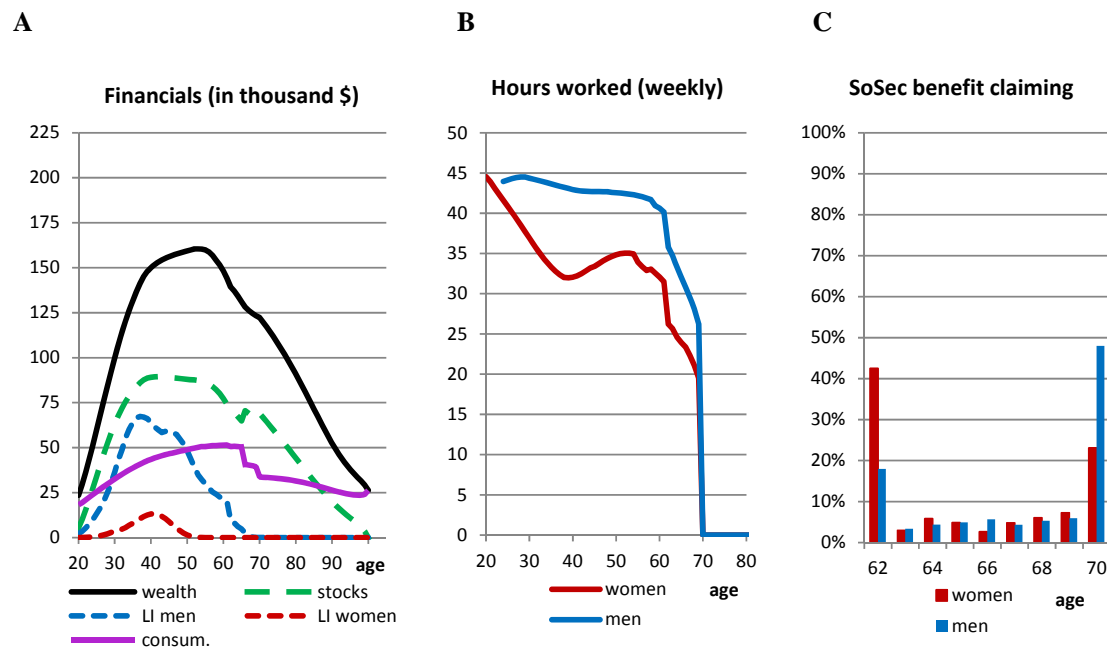 A
B
C
Financials (in thousand $)
225
200
175
150
125
100
75
50
25
0
20 30 40 50 60 70 80 90 age
wealth stocks
LI men LI women
consum.
Hours worked (weekly)
50
45
40
35
30
25
20
15
10
5
0
20 30 40 50 60 70 80
women age
men
SoSec benefit claiming
100%
90%
80%
70%
60%
50%
40%
30%
20%
10%
0%
62 64 66 68 70
women age
men